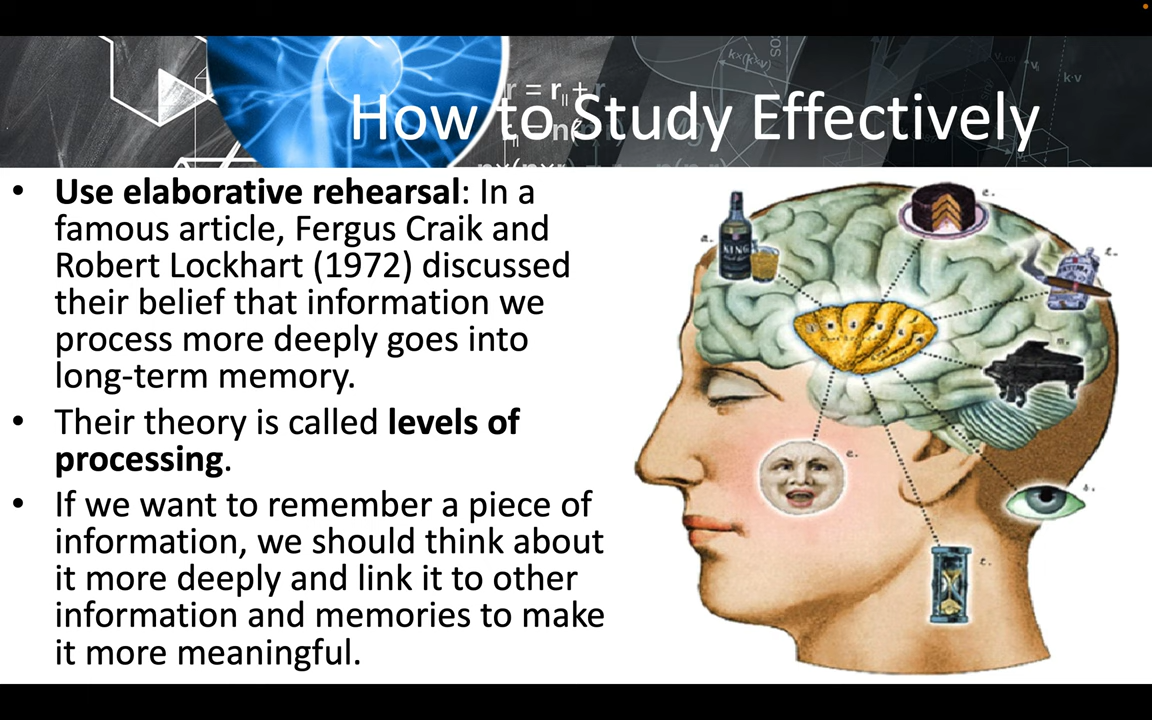 How to Study Effectively
• Use elaborative rehearsal: In a
famous article, Fergus Craik and
Robert Lockhart (1972) discussed
their belief that information we
process more deeply goes into
long-term memory.
• Their theory is called levels of
processing.
• If we want to remember a piece of
information, we should think about
it more deeply and link it to other
information and memories to make
it more meaningful.
KING